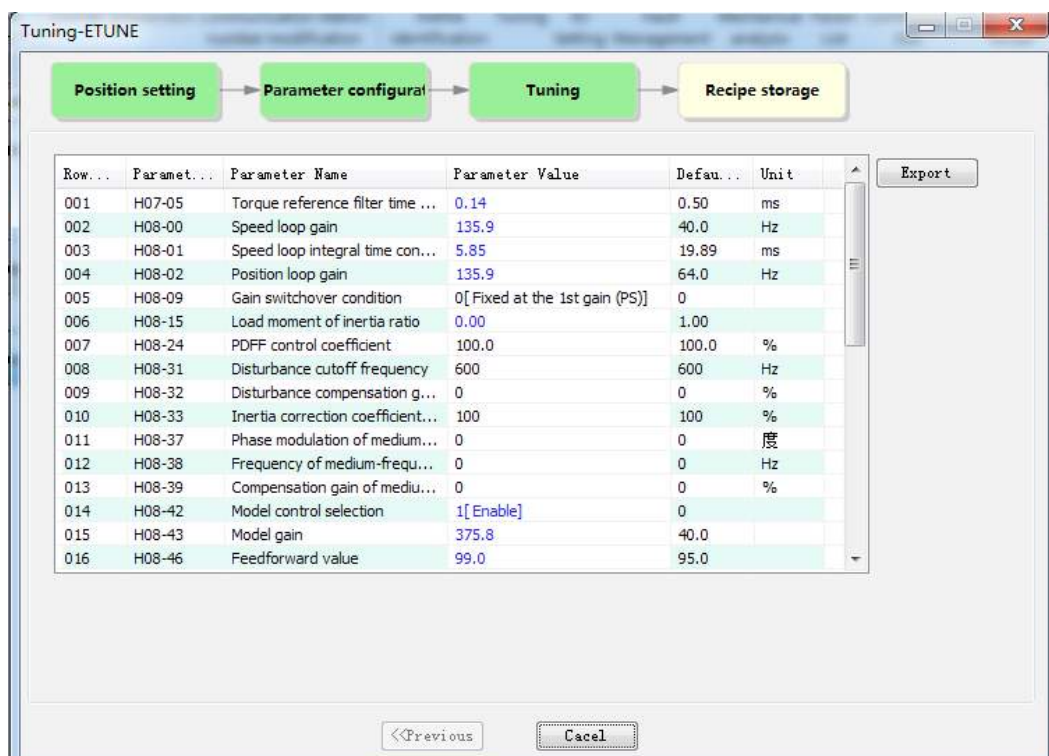 Tuning-ETUNE
Position setting Parameter configurat Tuning Recipe storage
Row... Paramet... Parameter Name Parameter Value Defau... Unit Export
001 H07-05 Torque reference filter time ... 0.14 0.50 ms
002 H08-00 Speed loop gain 135.9 40.0 Hz
003 H08-01 Speed loop integral time con... 5.85 19.89 ms
004 H08-02 Position loop gain 135.9 64.0 Hz
005 H08-09 Gain switchover condition 0[Fixed at the 1st gain (PS)] 0
006 H08-15 Load moment of inertia ratio 0.00 1.00
007 H08-24 PDFF control coefficient 100.0 100.0 %
008 H08-31 Disturbance cutoff frequency 600 600 Hz
009 H08-32 Disturbance compensation g... 0 0 %
010 H08-33 Inertia correction coefficient... 100 100 %
011 H08-37 Phase modulation of medium... 0 0 度
012 H08-38 Frequency of medium-frequ... 0 0 Hz
013 H08-39 Compensation gain of mediu... 0 0 %
014 H08-42 Model control selection 1[Enable] 0
015 H08-43 Model gain 375.8 40.0
016 H08-46 Feedforward value 99.0 95.0
<<Previous Cacel